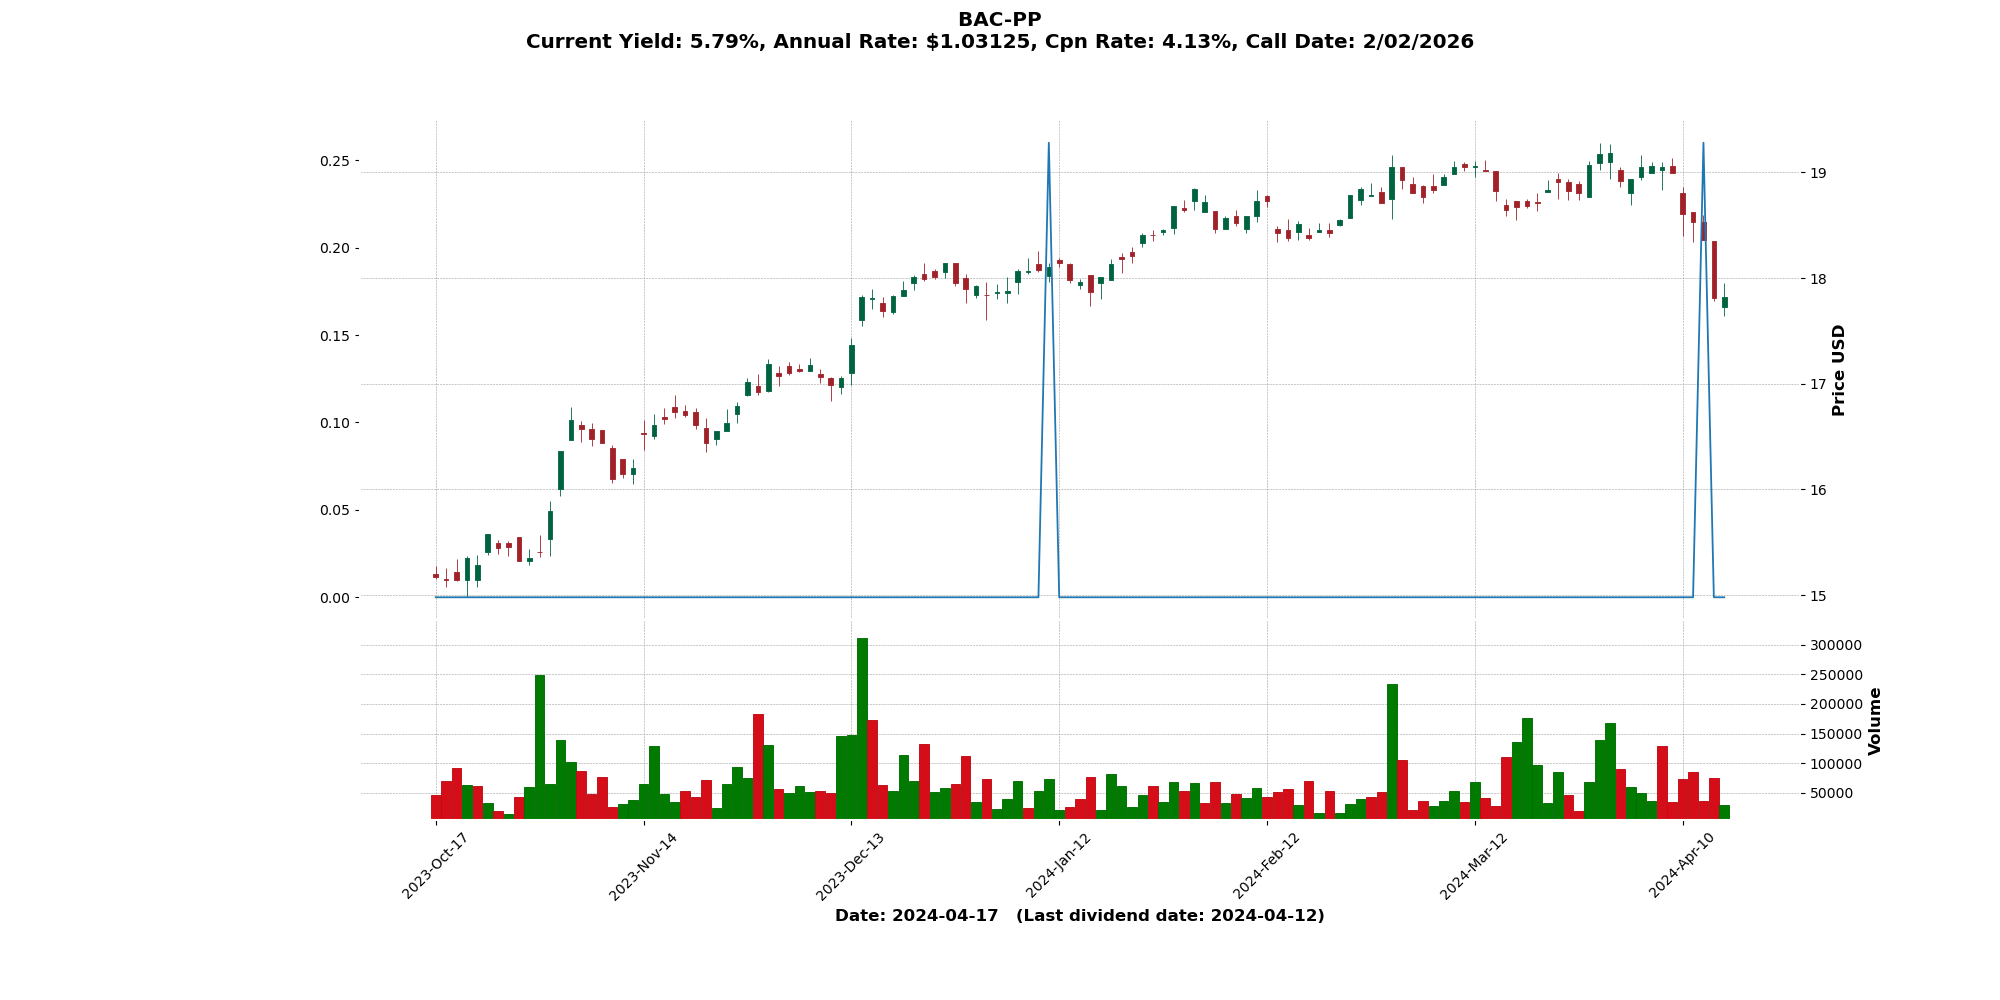 BAC-PP
Current Yield: 5.79%, Annual Rate: $1.03125, Cpn Rate: 4.13%, Call Date: 2/02/2026
0.25
0.20
0.15
0.10
0.05
0.00
19
18
17
16
15
Price USD
300000
250000
200000
150000
100000
50000
Volume
2023-Oct-17
2023-Nov-14
2023-Dec-13
2024-Jan-12
2024-Feb-12
2024-Mar-12
2024-Apr-10
Date: 2024-04-17 (Last dividend date: 2024-04-12)